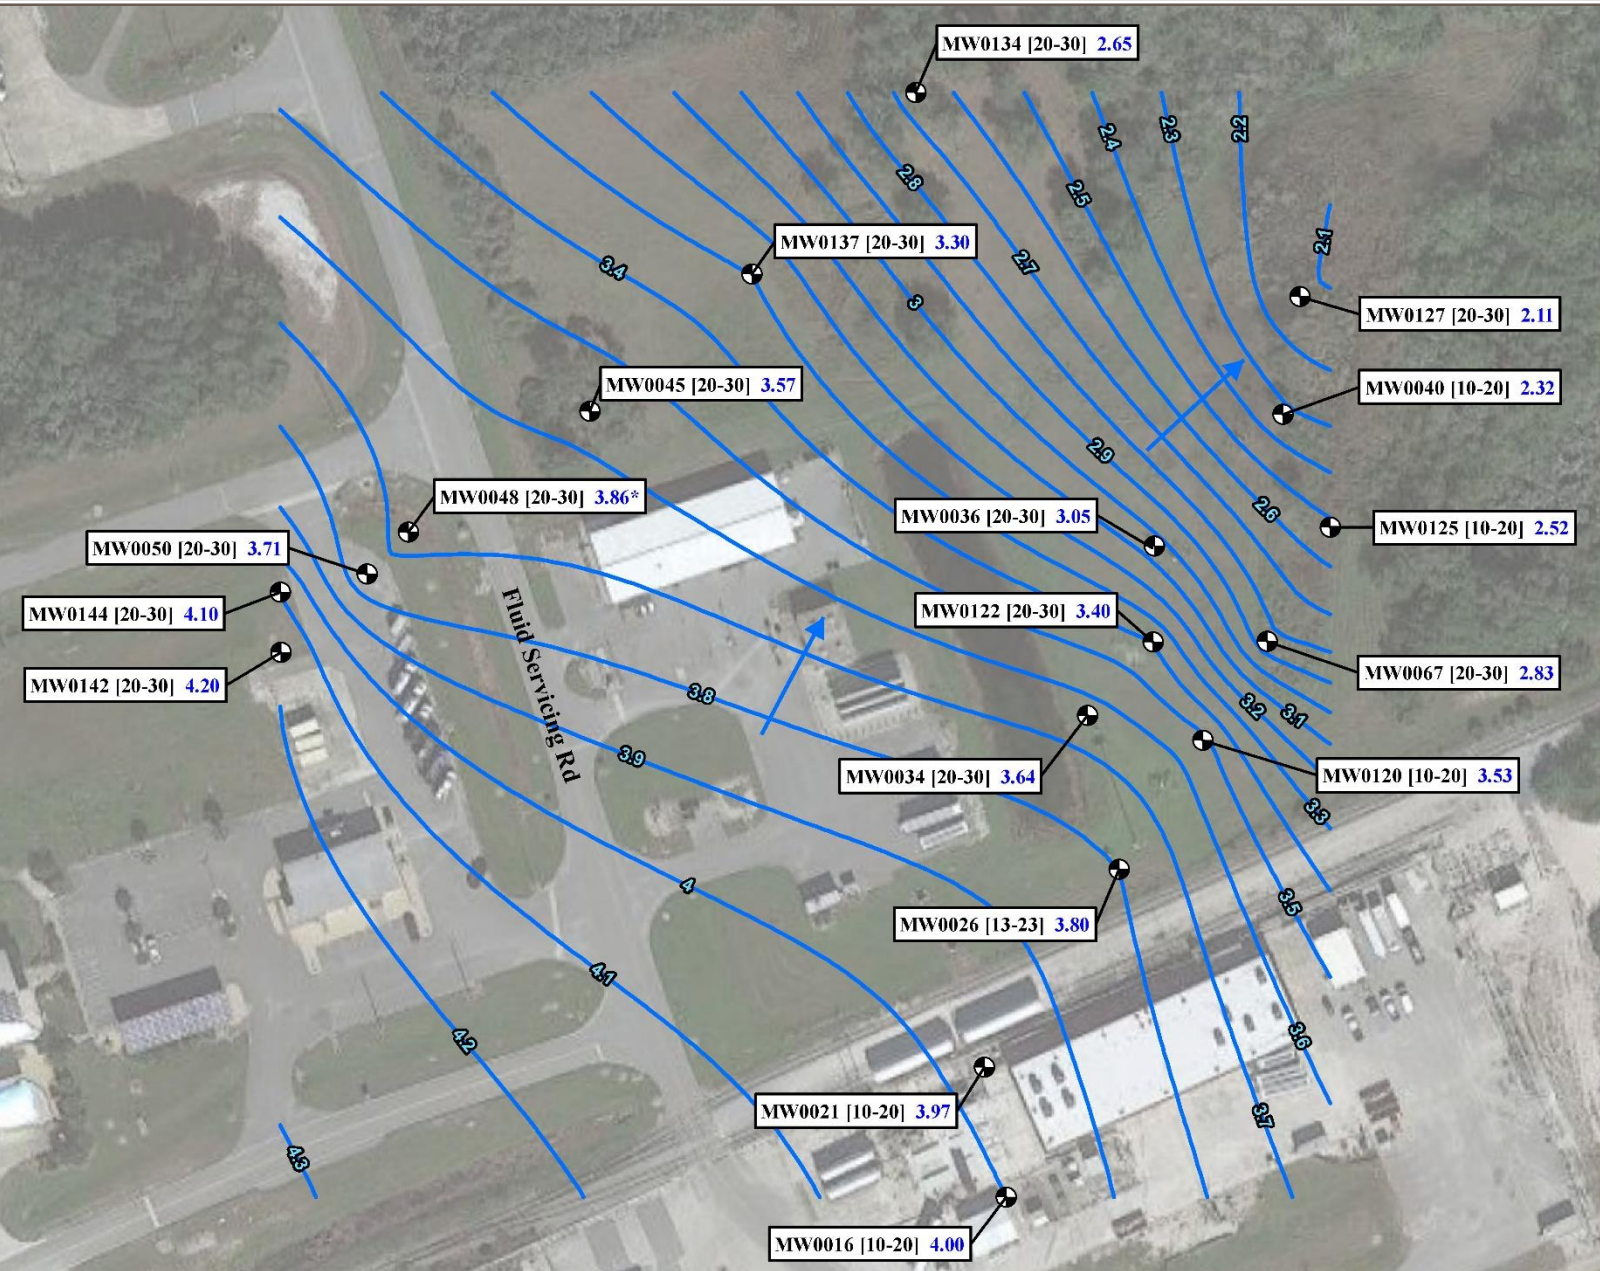 MW0134 [20-30] 2.65
2.4
2.3
2.2
2.8
2.5
MW0137 [20-30] 3.30
2.1
3.4
2.7
3
MW0127 [20-30] 2.11
MW0045 [20-30] 3.57
MW0040 [10-20] 2.32
2.9
MW0048 [20-30] 3.86*
2.6
MW0036 [20-30] 3.05
MW0125 [10-20] 2.52
MW0050 [20-30] 3.71
MW0144 [20-30] 4.10
MW0122 [20-30] 3.40
Fluid Servicing Rd
MW0142 [20-30] 4.20
3.8
MW0067 [20-30] 2.83
3.2
3.1
3.9
MW0034 [20-30] 3.64
MW0120 [10-20] 3.53
3.3
4
3.5
MW0026 [13-23] 3.80
4.1
4.2
3.6
MW0021 [10-20] 3.97
3.7
4.3
MW0016 [10-20] 4.00